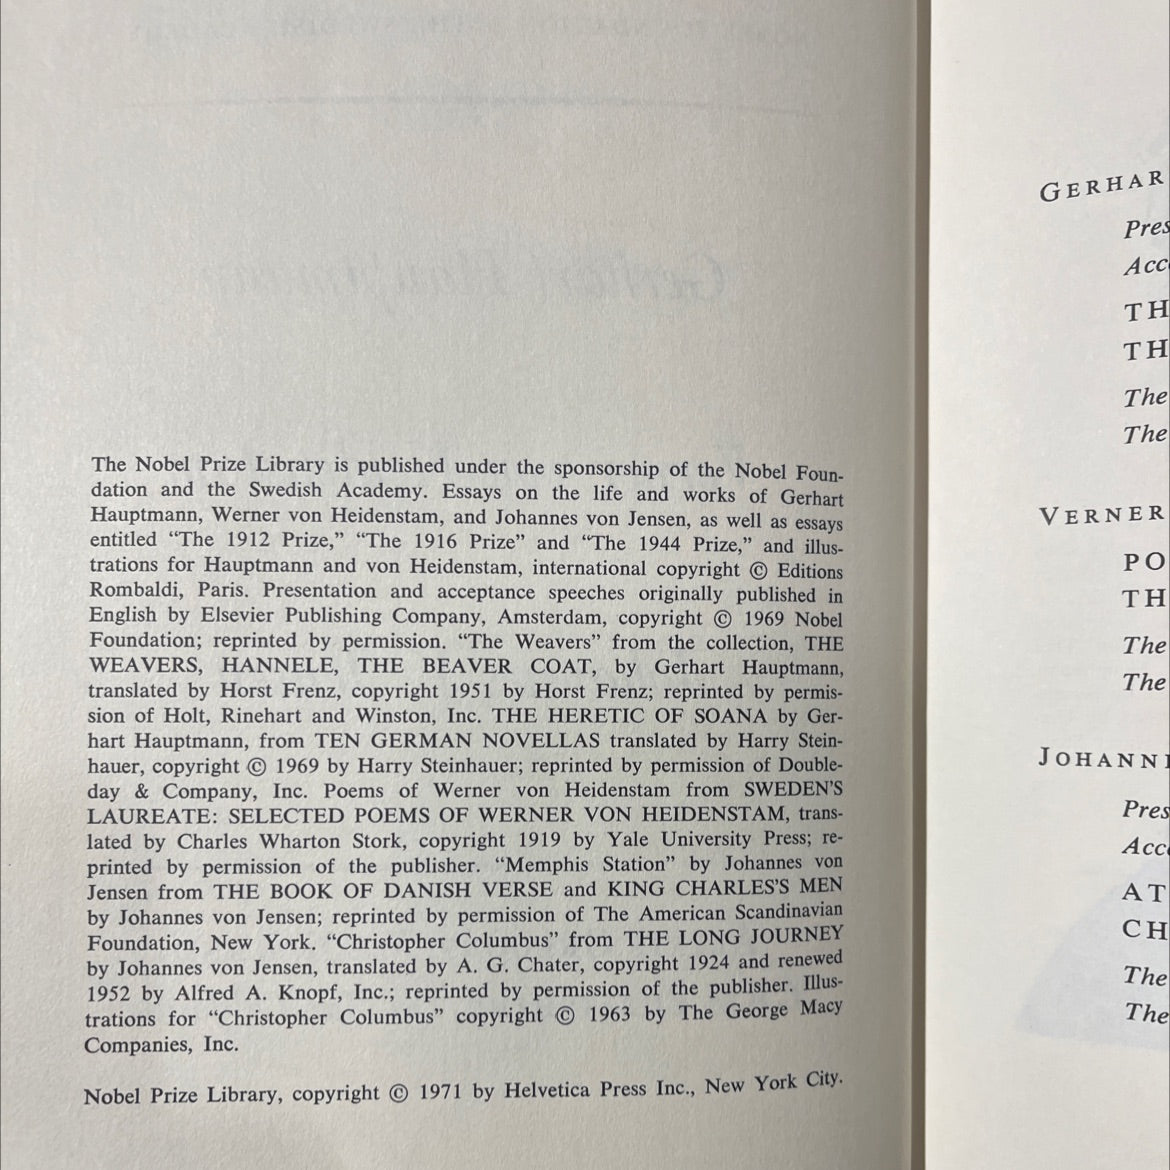 The Nobel Prize Library is published under the sponsorship of the Nobel Foun-
dation and the Swedish Academy. Essays on the life and works of Gerhart
Hauptmann, Werner von Heidenstam, and Johannes von Jensen, as well as essays
entitled “The 1912 Prize,” “The 1916 Prize” and “The 1944 Prize,” and illus-
trations for Hauptmann and von Heidenstam, international copyright © Editions
Rombaldi, Paris. Presentation and acceptance speeches originally published in
English by Elsevier Publishing Company, Amsterdam, copyright © 1969 Nobel
Foundation; reprinted by permission. “The Weavers” from the collection, THE
WEAVERS, HANNELE, THE BEAVER COAT, by Gerhart Hauptmann,
translated by Horst Frenz, copyright 1951 by Horst Frenz; reprinted by permis-
sion of Holt, Rinehart and Winston, Inc. THE HERETIC OF SOANA by Ger-
hart Hauptmann, from TEN GERMAN NOVELLAS translated by Harry Stein-
hauer, copyright © 1969 by Harry Steinhauer; reprinted by permission of Double-
day & Company, Inc. Poems of Werner von Heidenstam from SWEDEN'S
LAUREATE: SELECTED POEMS OF WERNER VON HEIDENSTAM, trans-
lated by Charles Wharton Stork, copyright 1919 by Yale University Press; re-
printed by permission of the publisher. “Memphis Station” by Johannes von
Jensen from THE BOOK OF DANISH VERSE and KING CHARLES'S MEN
by Johannes von Jensen; reprinted by permission of The American Scandinavian
Foundation, New York. “Christopher Columbus” from THE LONG JOURNEY
by Johannes von Jensen, translated by A. G. Chater, copyright 1924 and renewed
1952 by Alfred A. Knopf, Inc.; reprinted by permission of the publisher. Illus-
trations for “Christopher Columbus” copyright © 1963 by The George Macy
Companies, Inc.
Nobel Prize Library, copyright © 1971 by Helvetica Press Inc., New York City.
GERHAR
Pres
Acc
TH
TH
The
The
VERNER
PO
TH
The
The
JOHANN
Pres
Acc
AT
CH
The
The